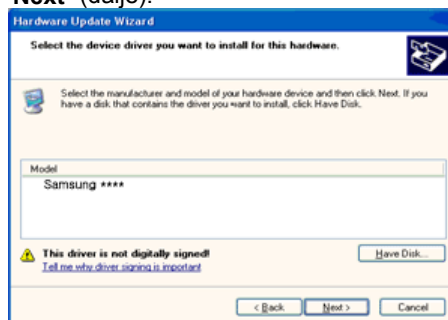 "Next" (dalje).
Hardware Update Wizard
Select the device driver you want to install for this hardware.
Select the manufacturer and model of your hardware device and then click Next. If you
have a disk that contains the driver you want to install, click Have Disk.
Model
Samsung ****
This driver is not digitally signed!
Tell me why driver signing is important
Have Disk...
< Back
Next >
Cancel